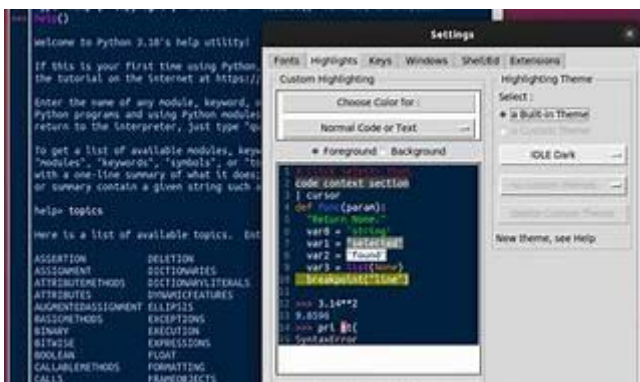 help()
Welcome to Python 3.10's help utility!
If this is your first time using Python,
the tutorial on the Internet at https://
Enter the name of any module, keyword, o
Python programs and using Python modules
return to the interpreter, just type "qu
To get a list of available modules, keyw
"modules", "keywords", "symbols", or "to
with a one-line summary of what it does;
or summary contain a given string such a
help> topics
Here is a list of available topics. Ent
ASSERTION DELETION
ASSIGNMENT DICTIONARIES
ATTRIBUTEMETHODS DICTIONARYLITERALS
ATTRIBUTES DYNAMICFEATURES
AUGMENTEDASSIGNMENT ELLIPSIS
BASICMETHODS EXCEPTIONS
BINARY EXECUTION
BITWISE EXPRESSIONS
BOOLEAN FLOAT
CALLABLEMETHODS FORMATTING
CALLS FRAMEOBJECTS
Settings
Fonts Highlights Keys Windows Shell/Ed Extensions
Custom Highlighting
Choose Color for :
Normal Code or Text
Foreground Background
code context section
| cursor
def func(param):
"Return None."
var0 = 'string'
var1 = 'selected'
var2 = 'found'
var3 = list(None)
breakpoint("line")
>>> 3.14**2
9.8596
>>> pri t(
SyntaxError
Highlighting Theme
Select :
a Built-in Theme
a Custom Theme
IDLE Dark
New theme, see Help